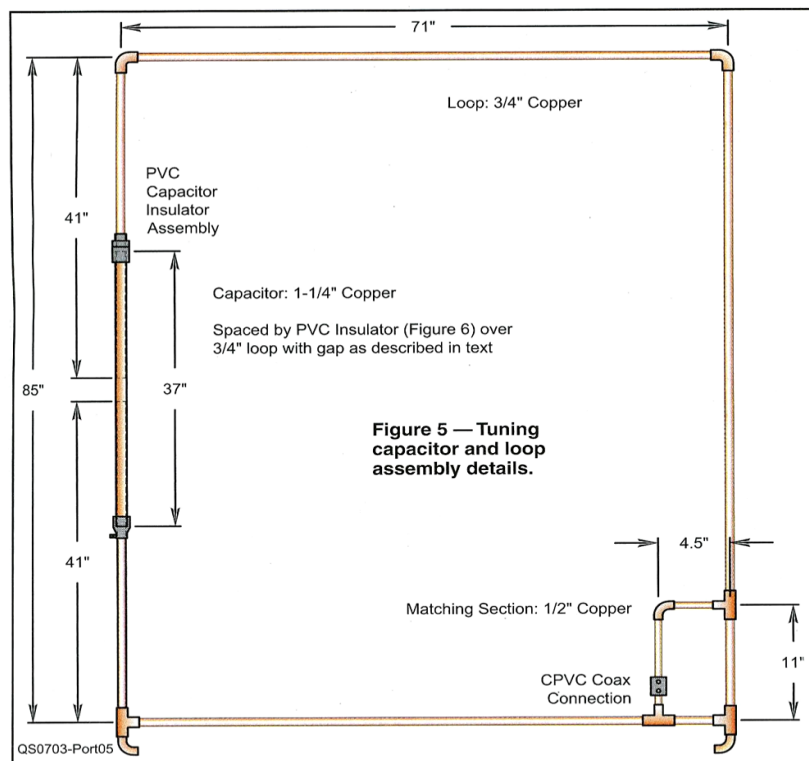 71"
Loop: 3/4" Copper
PVC
Capacitor
Insulator
Assembly
41"
Capacitor: 1-1/4" Copper
Spaced by PVC Insulator (Figure 6) over
3/4" loop with gap as described in text
85"
37"
Figure 5 — Tuning
capacitor and loop
assembly details.
41"
4.5"
Matching Section: 1/2" Copper
11"
CPVC Coax
Connection
QS0703-Port05